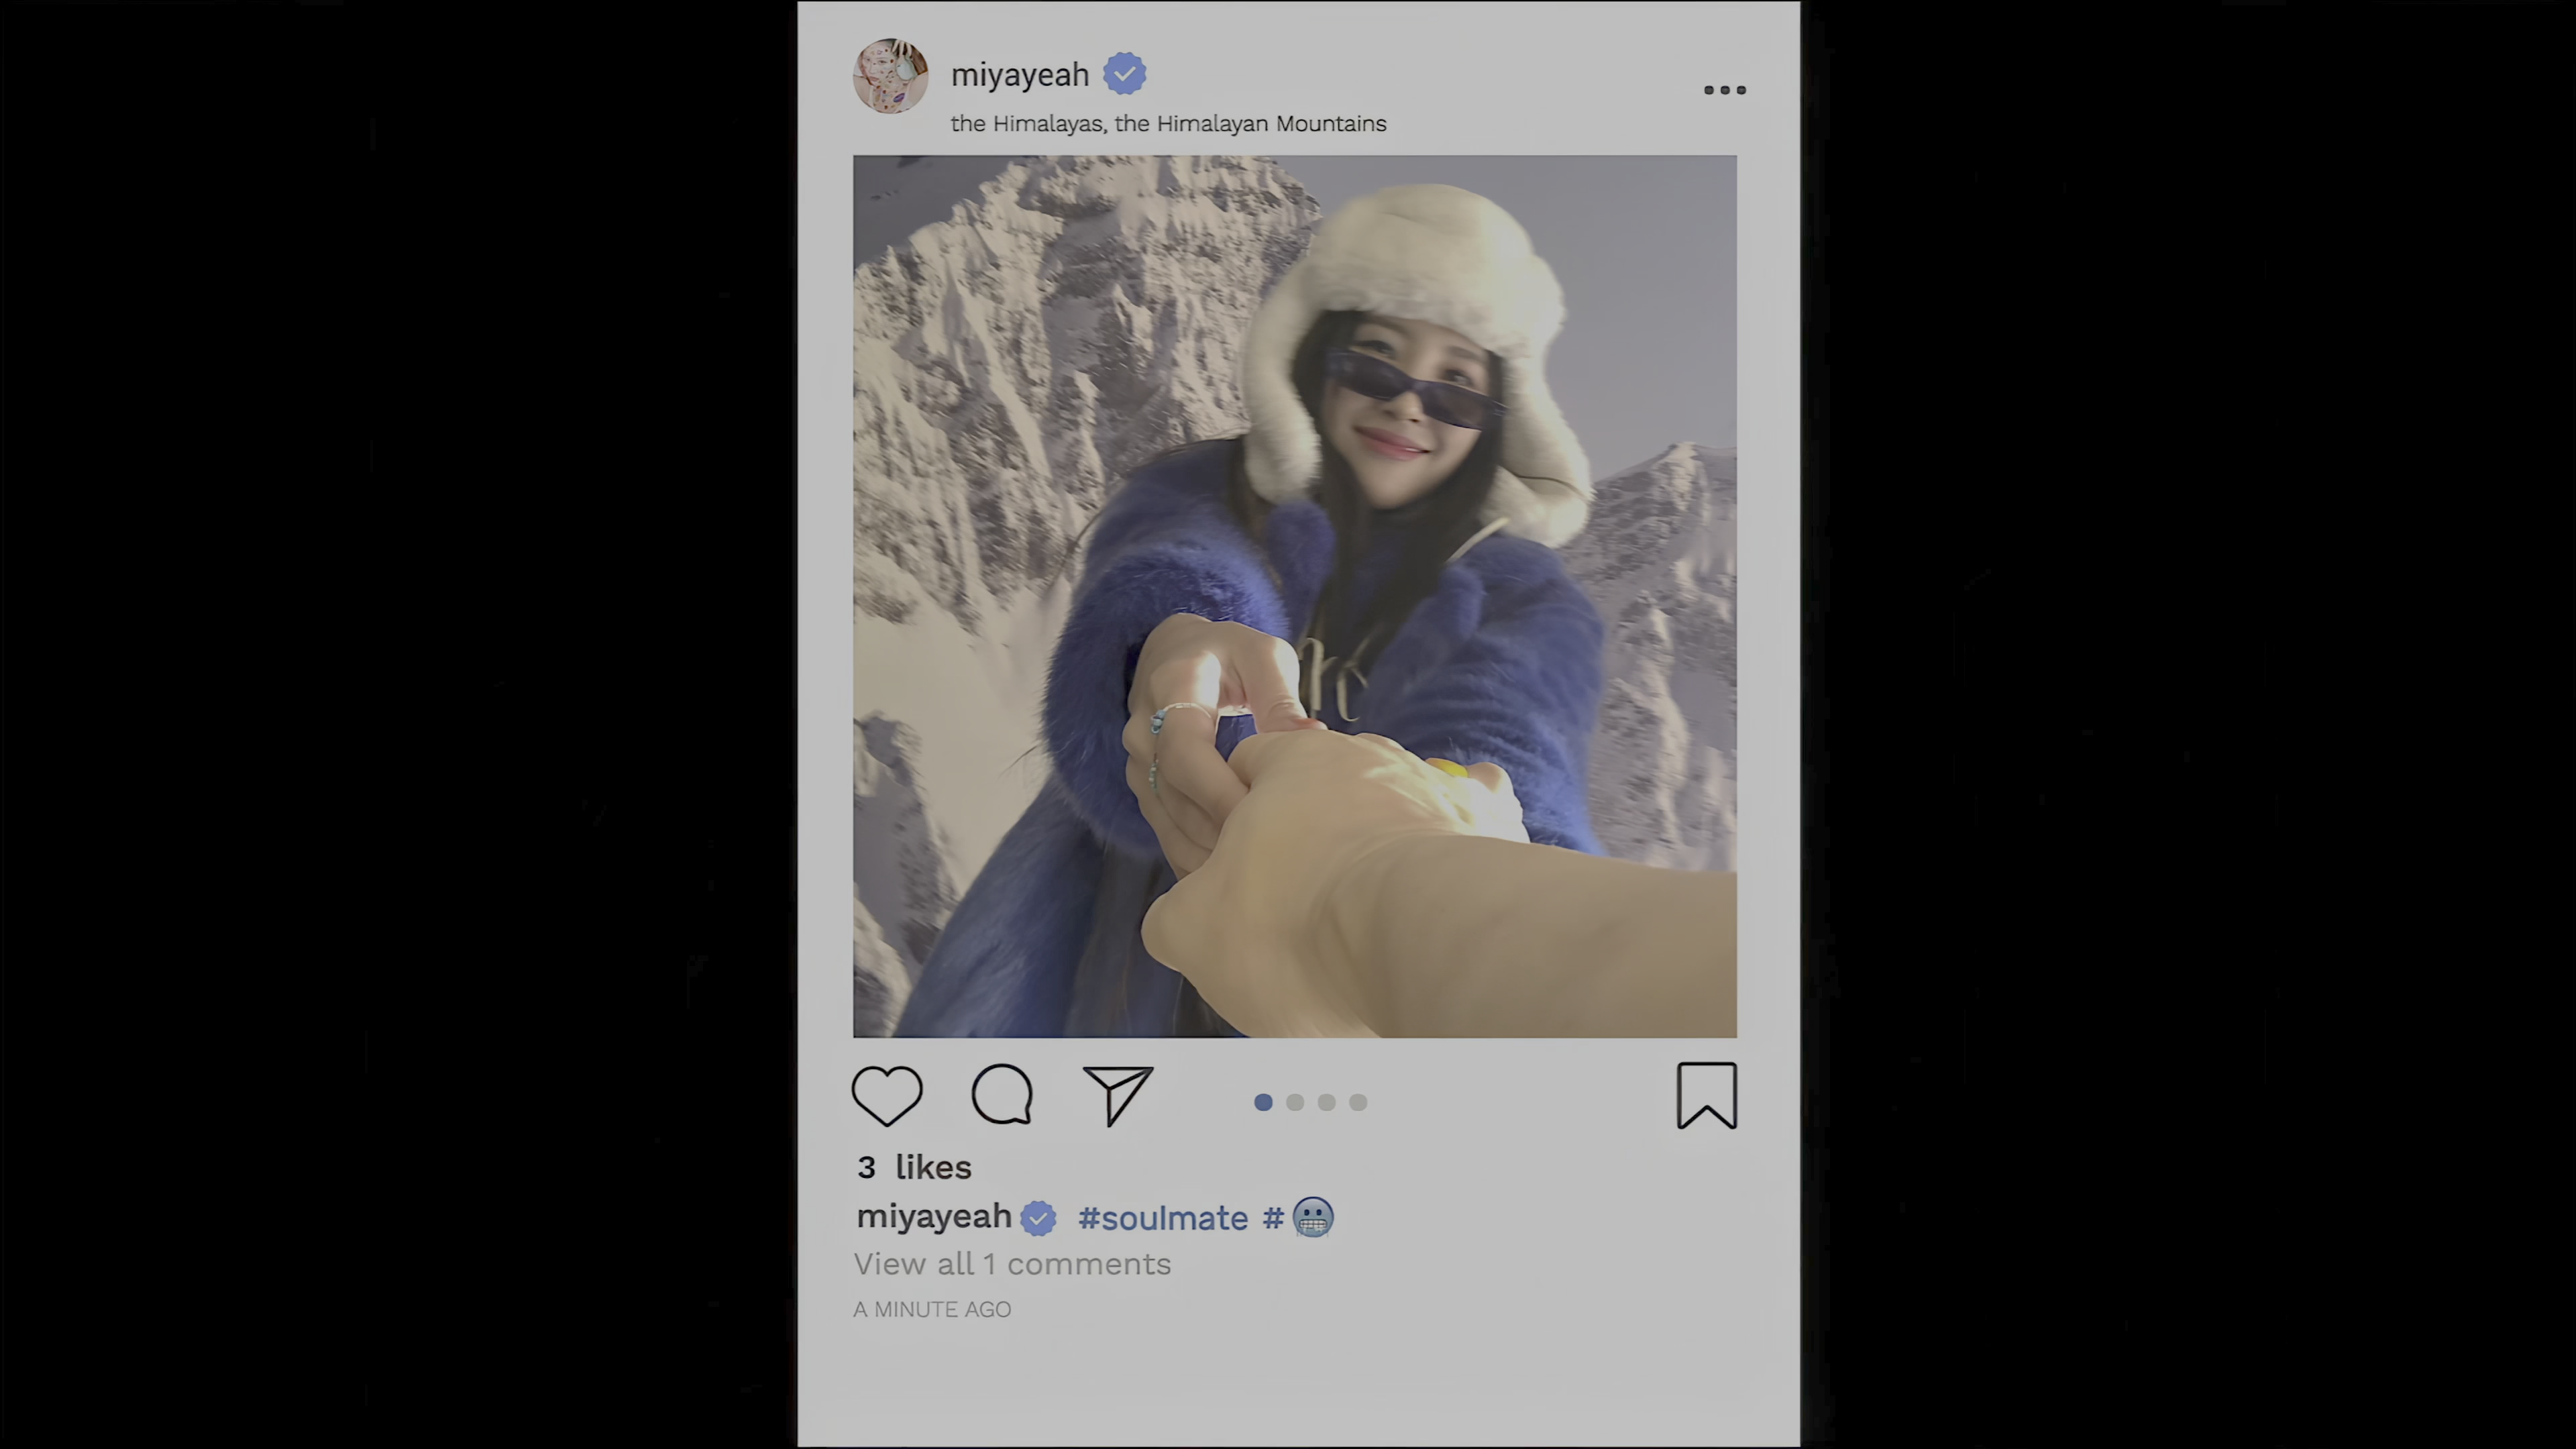 miyayeah
the Himalayas, the Himalayan Mountains
3 likes
miyayeah #soulmate #🥶
View all 1 comments
A MINUTE AGO